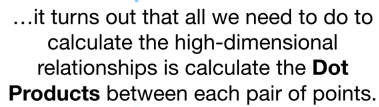 …it turns out that all we need to do to
calculate the high-dimensional
relationships is calculate the Dot
Products between each pair of points.